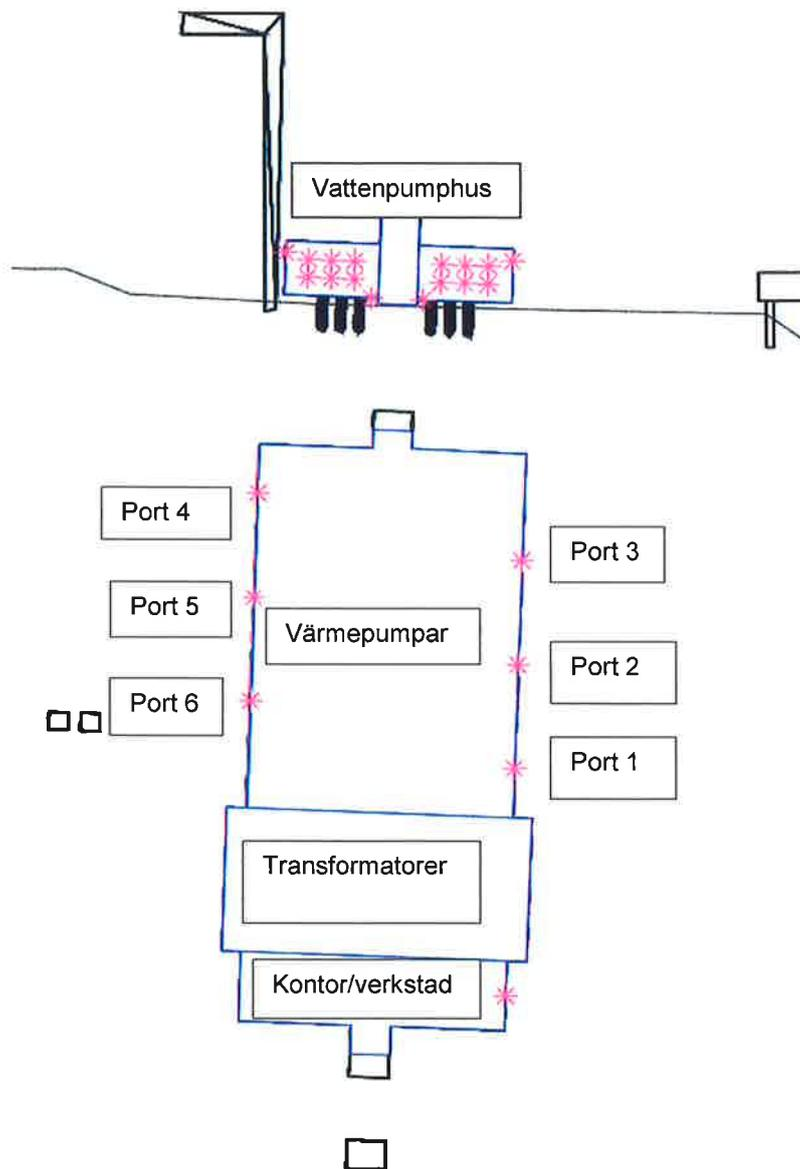 Vattenpumphus
Port 4
Port 3
Port 5
Värmepumpar
Port 2
Port 6
Port 1
Transformatorer
Kontor/verkstad